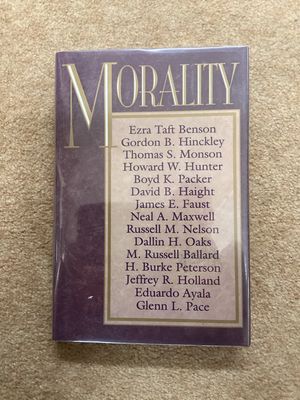 MORALITY
Ezra Taft Benson
Gordon B. Hinckley
Thomas S. Monson
Howard W. Hunter
Boyd K. Packer
David B. Haight
James E. Faust
Neal A. Maxwell
Russell M. Nelson
Dallin H. Oaks
M. Russell Ballard
H. Burke Peterson
Jeffrey R. Holland
Eduardo Ayala
Glenn L. Pace